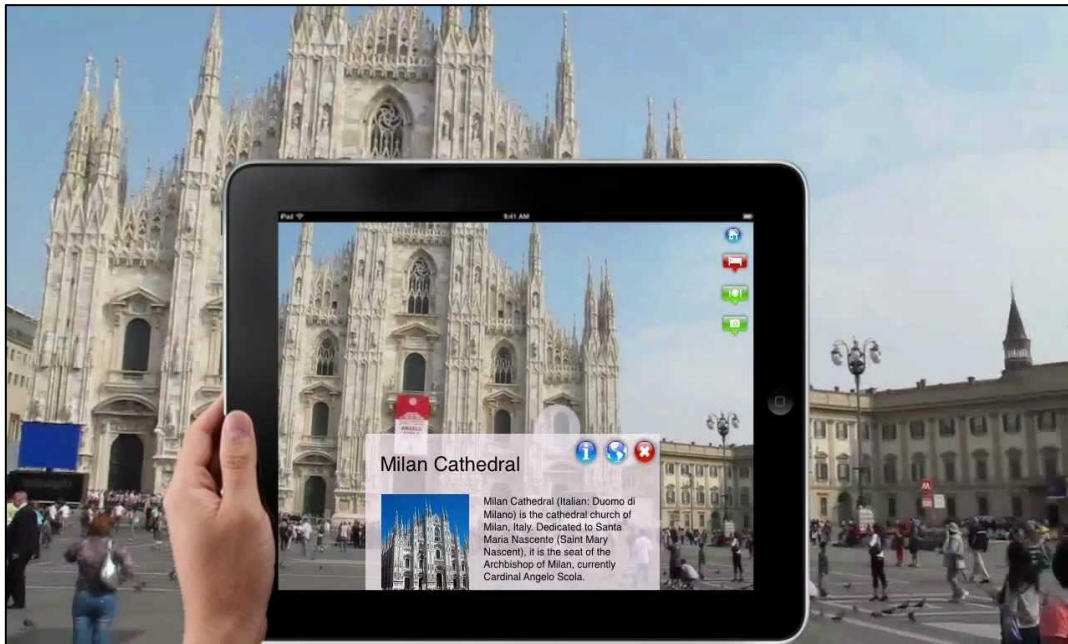 iPad
9:41 AM
ANGELO
Milan Cathedral
Milan Cathedral (Italian: Duomo di
Milano) is the cathedral church of
Milan, Italy. Dedicated to Santa
Maria Nascente (Saint Mary
Nascent), it is the seat of the
Archbishop of Milan, currently
Cardinal Angelo Scola.
M